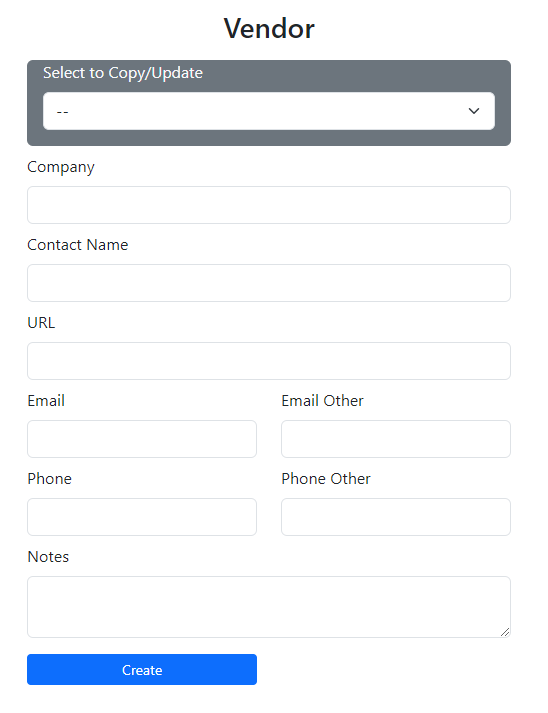 Vendor
Select to Copy/Update
--
Company
Contact Name
URL
Email Email Other
Phone Phone Other
Notes
Create